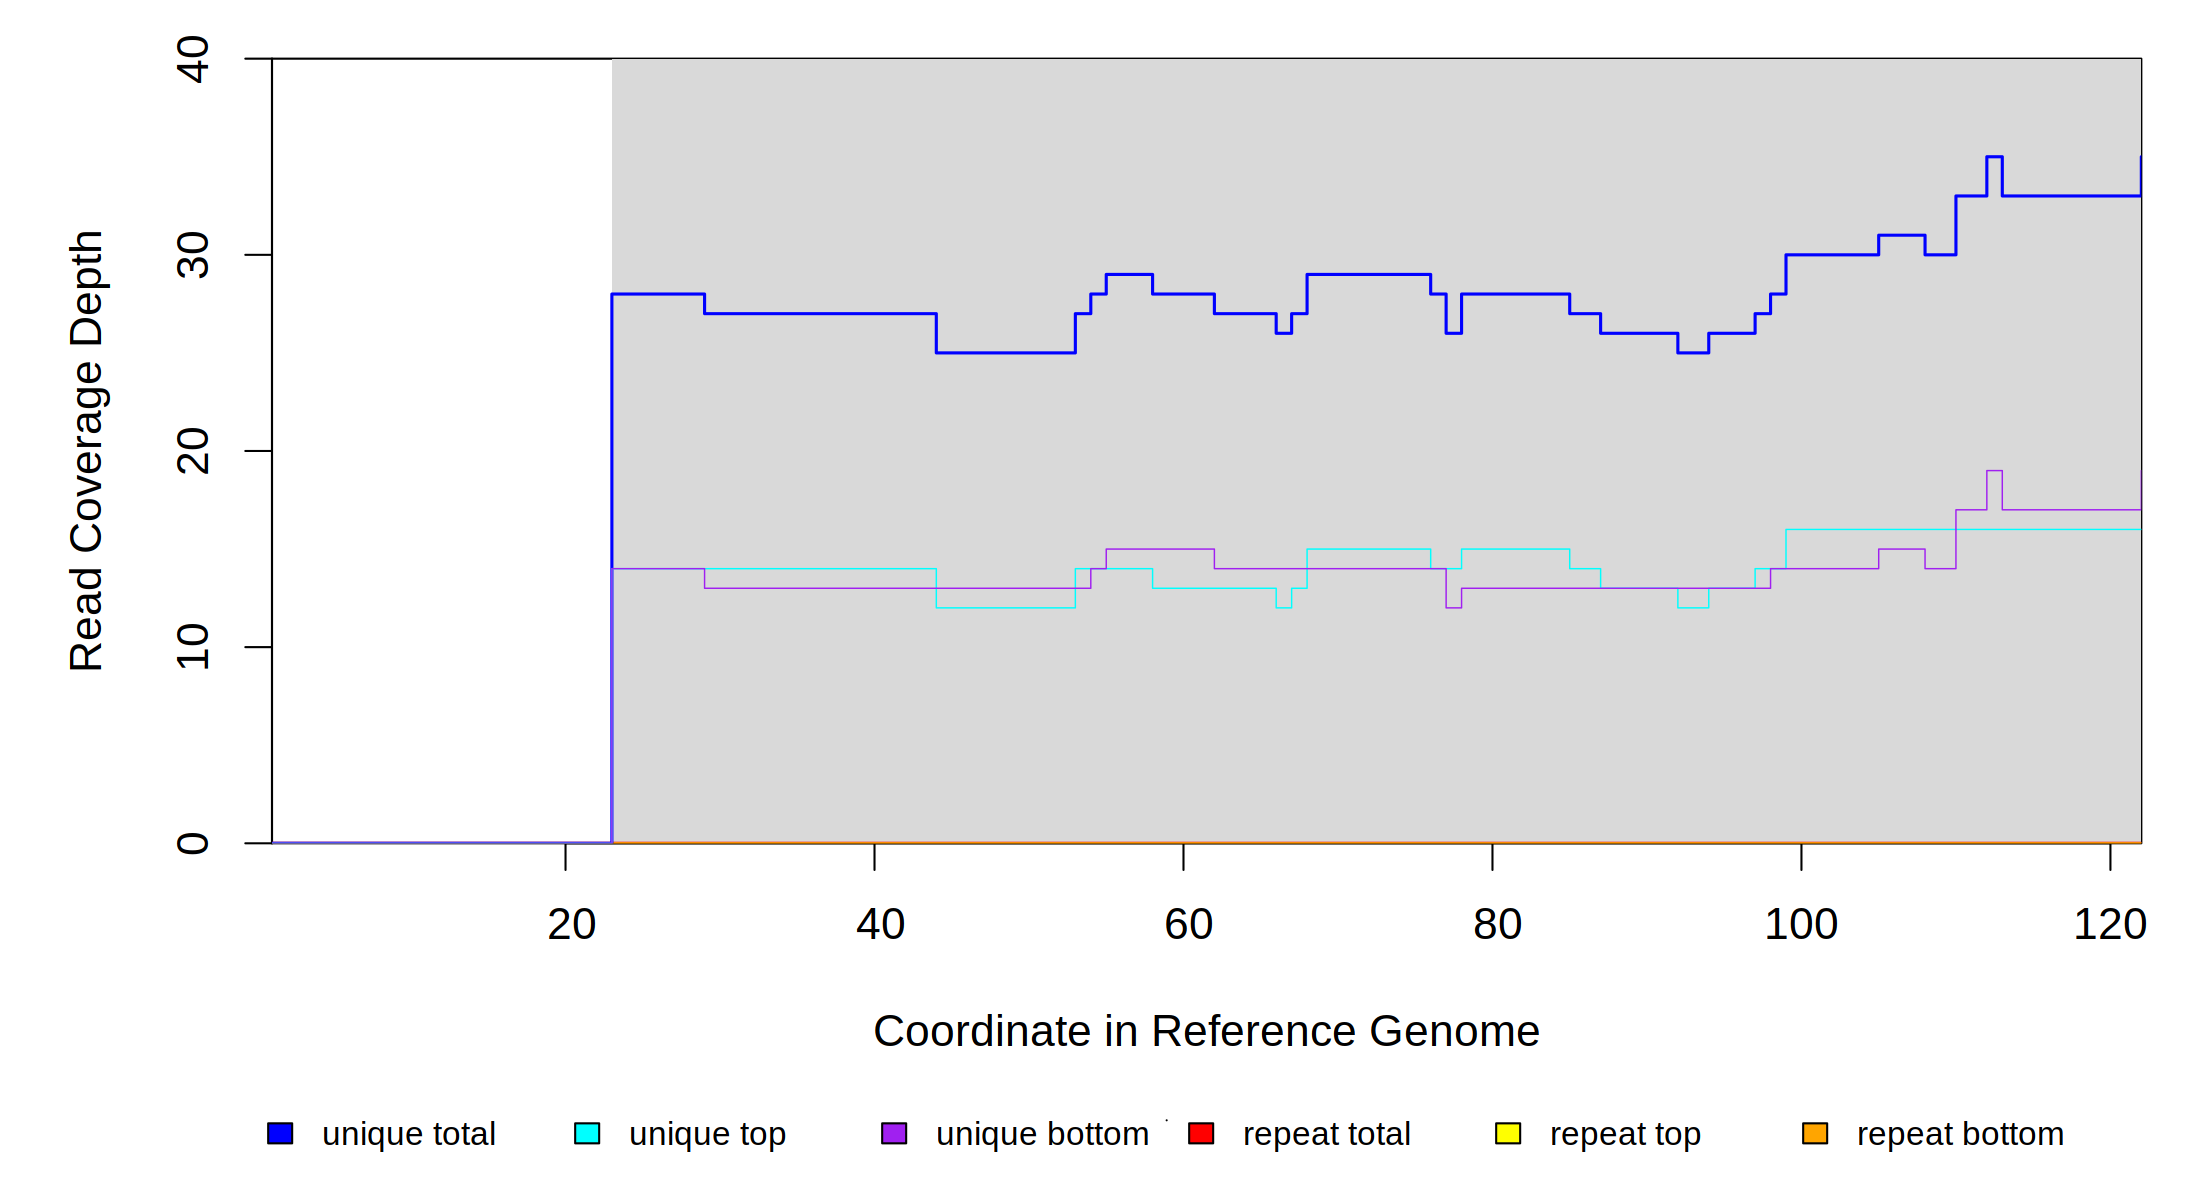 40
30
20
10
0
Read Coverage Depth
20 40 60 80 100 120
Coordinate in Reference Genome
unique total unique top unique bottom repeat total repeat top repeat bottom